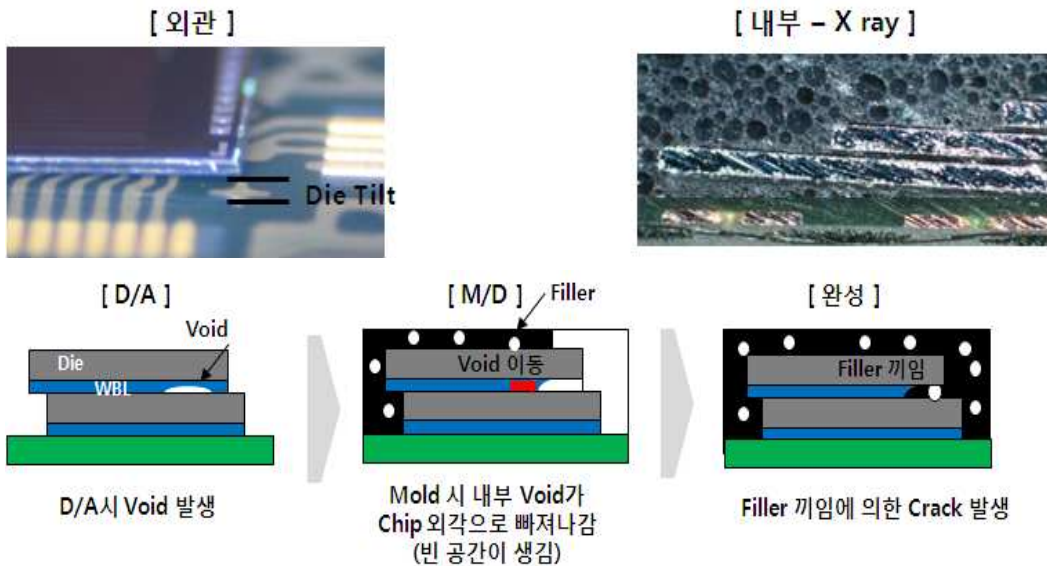 [ 외관 ]
[ 내부 – X ray ]
Die Tilt
[ D/A ]
[ M/D ]
Filler
[ 완성 ]
Void
Die
WBL
Void 이동
Filler 끼임
D/A시 Void 발생
Mold 시 내부 Void가
Chip 외각으로 빠져나감
(빈 공간이 생김)
Filler 끼임에 의한 Crack 발생